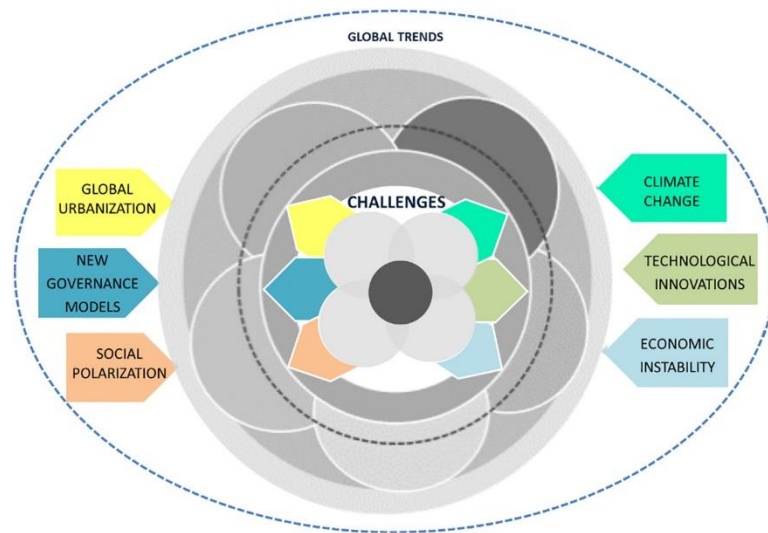 GLOBAL TRENDS
GLOBAL
URBANIZATION
NEW
GOVERNANCE
MODELS
SOCIAL
POLARIZATION
CHALLENGES
CLIMATE
CHANGE
TECHNOLOGICAL
INNOVATIONS
ECONOMIC
INSTABILITY